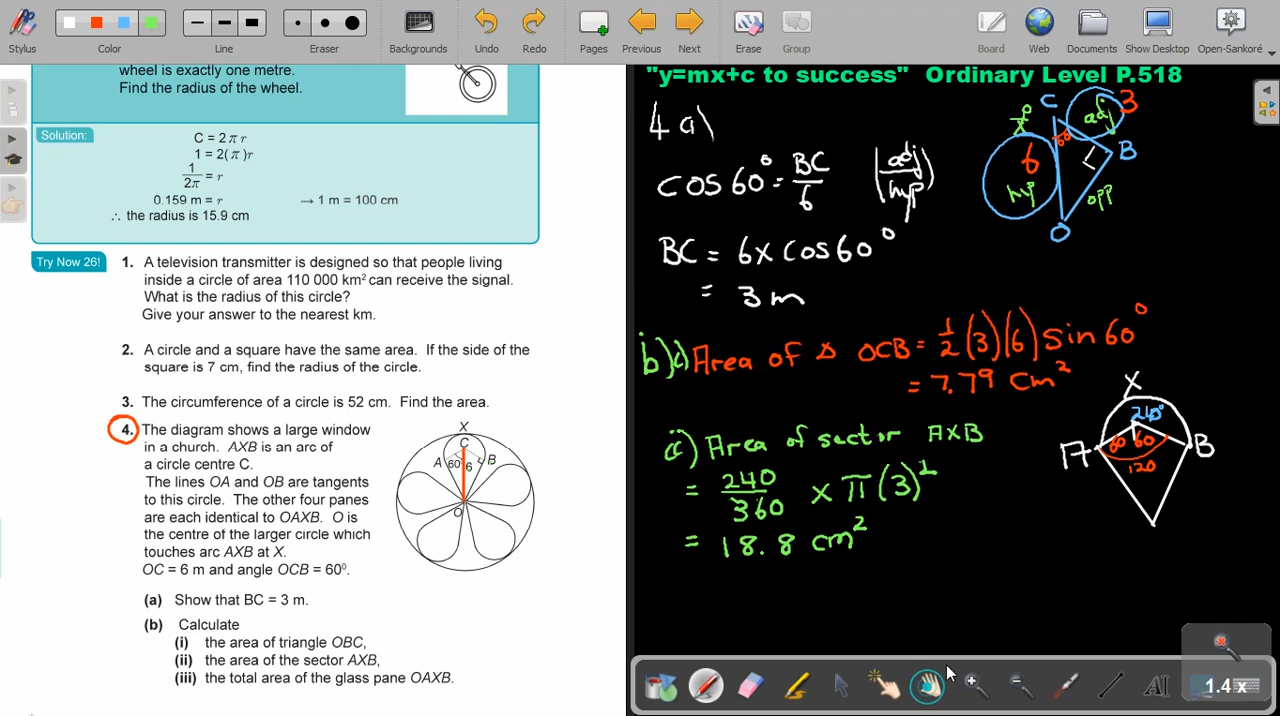 Stylus
Color
Line
Eraser
Backgrounds
Undo
Redo
Pages
Previous
Next
Erase
Group
Board
Web
Documents
Show Desktop
Open-Sankoré
wheel is exactly one metre.
Find the radius of the wheel.
Solution:
C = 2 π r
1 = 2(π)r
1/2π = r
0.159 m = r → 1 m = 100 cm
∴ the radius is 15.9 cm
Try Now 26!
1. A television transmitter is designed so that people living
inside a circle of area 110 000 km² can receive the signal.
What is the radius of this circle?
Give your answer to the nearest km.
2. A circle and a square have the same area. If the side of the
square is 7 cm, find the radius of the circle.
3. The circumference of a circle is 52 cm. Find the area.
4. The diagram shows a large window
in a church. AXB is an arc of
a circle centre C.
The lines OA and OB are tangents
to this circle. The other four panes
are each identical to OAXB. O is
the centre of the larger circle which
touches arc AXB at X.
OC = 6 m and angle OCB = 60⁰.
X
C
A
60
6
B
O
(a) Show that BC = 3 m.
(b) Calculate
(i) the area of triangle OBC,
(ii) the area of the sector AXB,
(iii) the total area of the glass pane OAXB.
"y=mx+c to success" Ordinary Level P.518
4 a)
cos 60° = BC/6 (adj/hyp)
BC = 6 x cos 60°
= 3 m
C
adj
3
60
6
hyp
B
opp
O
b) i) Area of Δ OCB = 1/2 (3)(6) Sin 60°
= 7.79 cm²
ii) Area of sector AXB
= 240/360 x π(3)²
= 18.8 cm²
X
240°
A
60
60
B
120
1.4 x